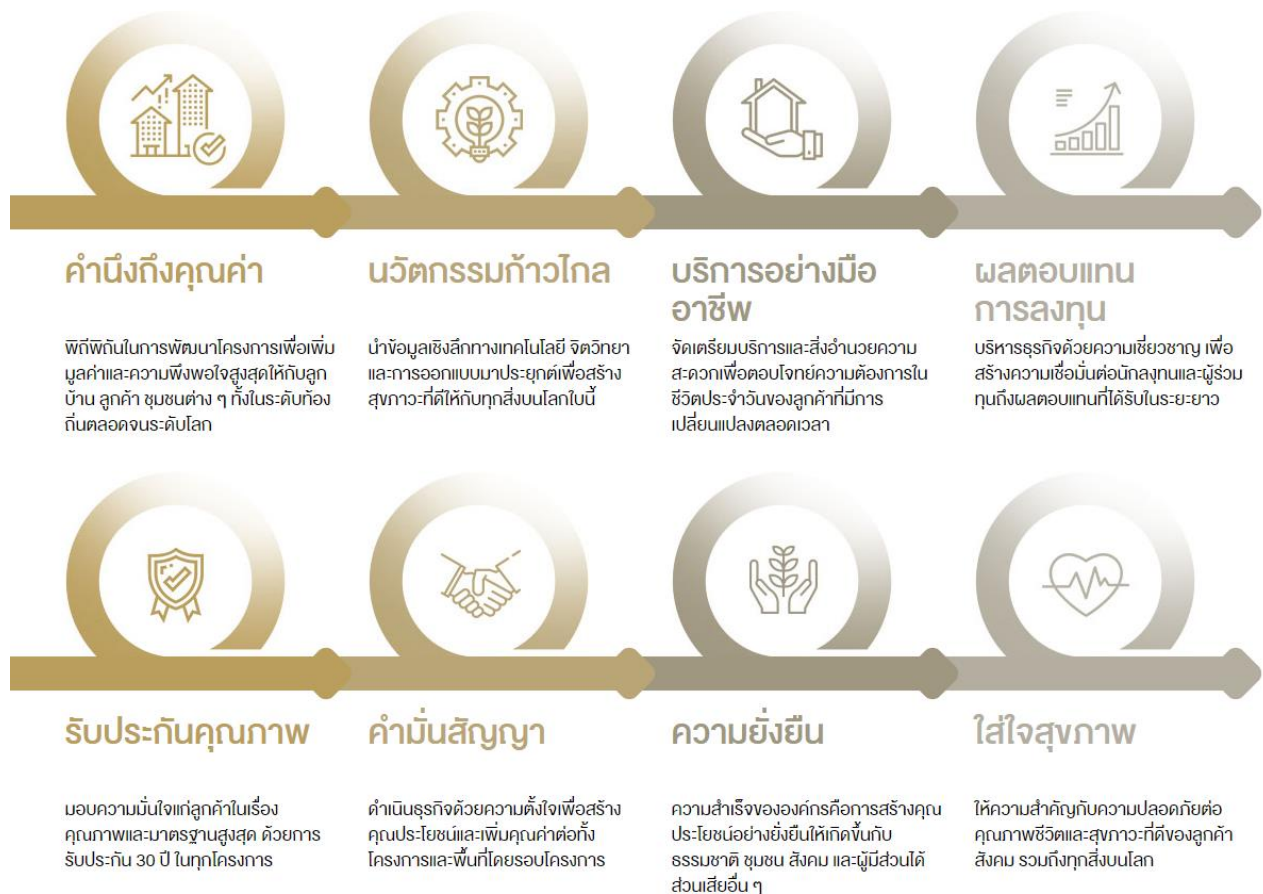 คำนึงถึงคุณค่า
พิถีพิถันในการพัฒนาโครงการเพื่อเพิ่ม
มูลค่าและความพึงพอใจสูงสุดให้กับลูก
บ้าน ลูกค้า ชุมชนต่าง ๆ ทั้งในระดับท้อง
ถิ่นตลอดจนระดับโลก
นวัตกรรมก้าวไกล
นำข้อมูลเชิงลึกทางเทคโนโลยี จิตวิทยา
และการออกแบบมาประยุกต์เพื่อสร้าง
สุขภาวะที่ดีให้กับทุกสิ่งบนโลกใบนี้
บริการอย่างมือ
อาชีพ
จัดเตรียมบริการและสิ่งอำนวยความ
สะดวกเพื่อตอบโจทย์ความต้องการใน
ชีวิตประจำวันของลูกค้าที่มีการ
เปลี่ยนแปลงตลอดเวลา
ผลตอบแทน
การลงทุน
บริหารธุรกิจด้วยความเชี่ยวชาญ เพื่อ
สร้างความเชื่อมั่นต่อนักลงทุนและผู้ร่วม
ทุนถึงผลตอบแทนที่ได้รับในระยะยาว
รับประกันคุณภาพ
มอบความมั่นใจแก่ลูกค้าในเรื่อง
คุณภาพและมาตรฐานสูงสุด ด้วยการ
รับประกัน 30 ปี ในทุกโครงการ
คำมั่นสัญญา
ดำเนินธุรกิจด้วยความตั้งใจเพื่อสร้าง
คุณประโยชน์และเพิ่มคุณค่าต่อทั้ง
โครงการและพื้นที่โดยรอบโครงการ
ความยั่งยืน
ความสำเร็จขององค์กรคือการสร้างคุณ
ประโยชน์อย่างยั่งยืนให้เกิดขึ้นกับ
ธรรมชาติ ชุมชน สังคม และผู้มีส่วนได้
ส่วนเสียอื่น ๆ
ใส่ใจสุขภาพ
ให้ความสำคัญกับความปลอดภัยต่อ
คุณภาพชีวิตและสุขภาวะที่ดีของลูกค้า
สังคม รวมถึงทุกสิ่งบนโลก